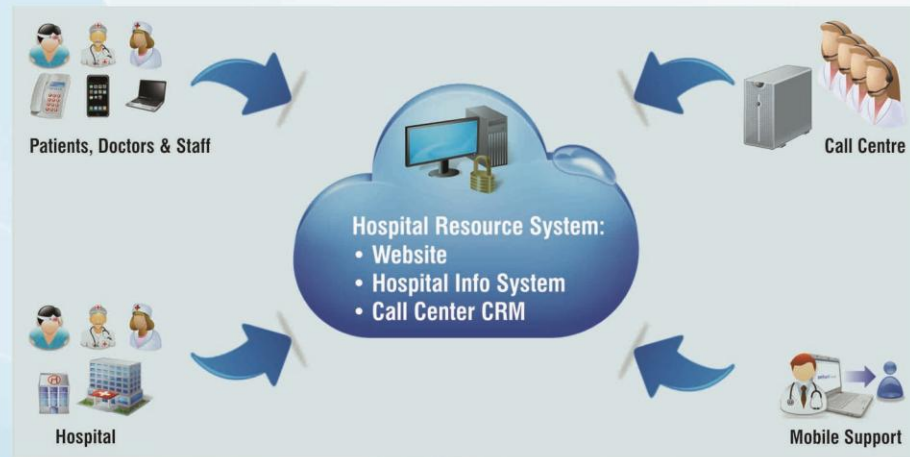 Patients, Doctors & Staff
Call Centre
Hospital Resource System:
• Website
• Hospital Info System
• Call Center CRM
Hospital
Mobile Support